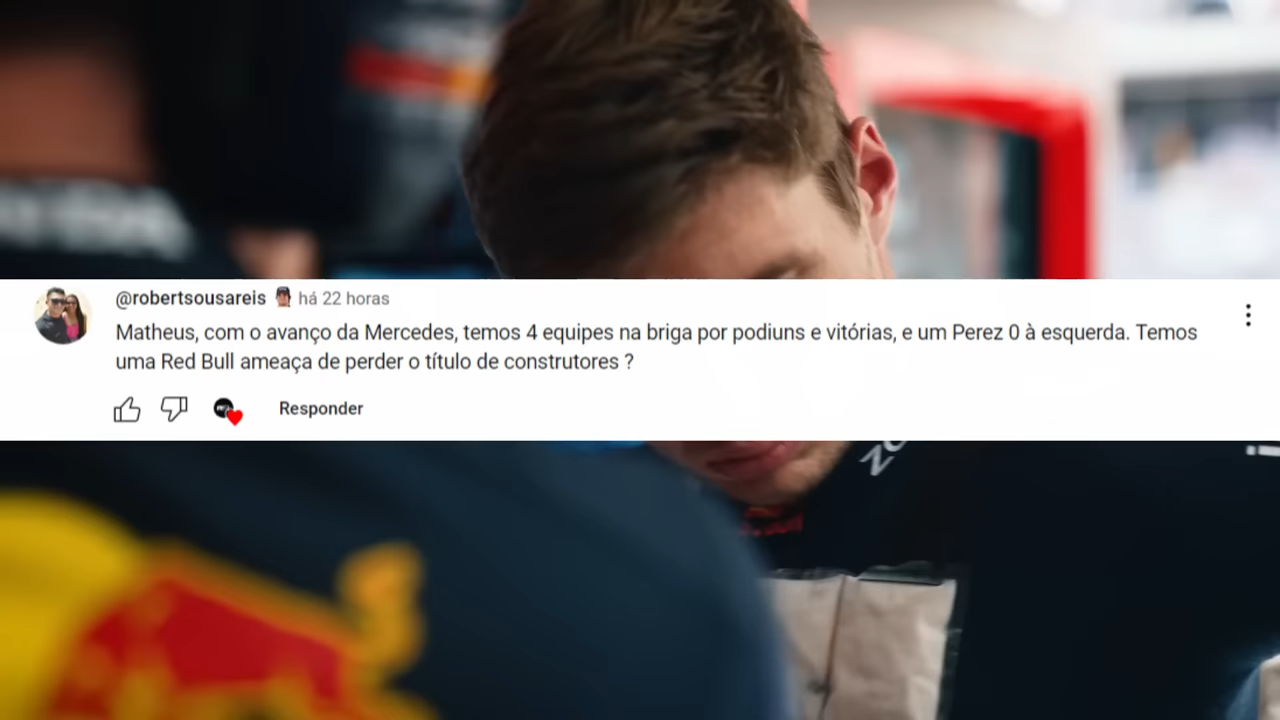 @robertsousareis há 22 horas
Matheus, com o avanço da Mercedes, temos 4 equipes na briga por podiuns e vitórias, e um Perez 0 à esquerda. Temos
uma Red Bull ameaça de perder o título de construtores ?
Responder